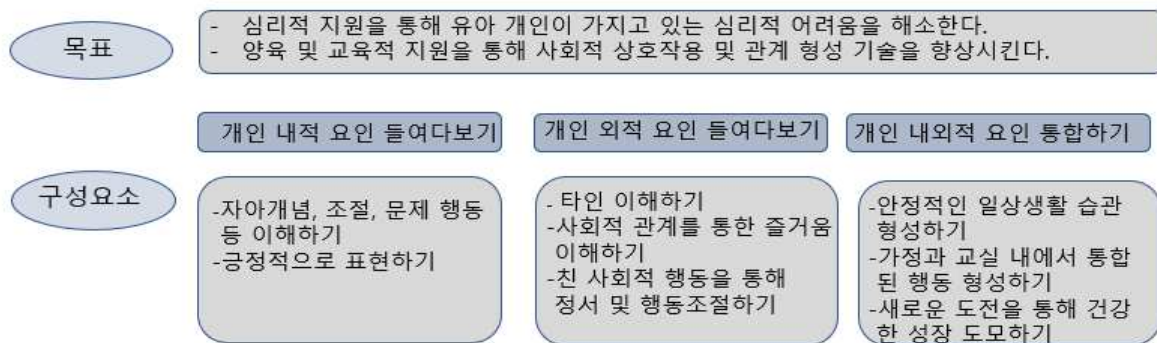 목표
- 심리적 지원을 통해 유아 개인이 가지고 있는 심리적 어려움을 해소한다.
- 양육 및 교육적 지원을 통해 사회적 상호작용 및 관계 형성 기술을 향상시킨다.
개인 내적 요인 들여다보기
개인 외적 요인 들여다보기
개인 내외적 요인 통합하기
구성요소
-자아개념, 조절, 문제 행동
등 이해하기
-긍정적으로 표현하기
- 타인 이해하기
-사회적 관계를 통한 즐거움
이해하기
-친 사회적 행동을 통해
정서 및 행동조절하기
-안정적인 일상생활 습관
형성하기
-가정과 교실 내에서 통합
된 행동 형성하기
-새로운 도전을 통해 건강
한 성장 도모하기